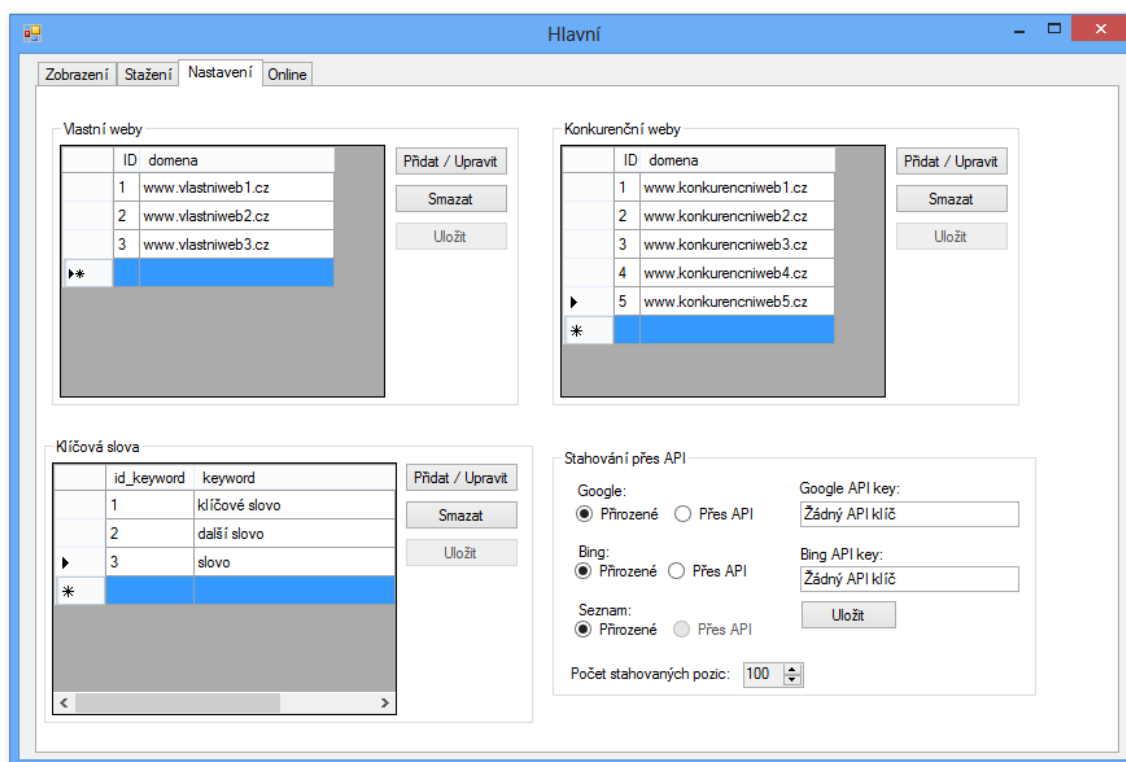 Hlavní
Zobrazení Stažení Nastavení Online
Vlastní weby
ID domena
1 www.vlastniweb1.cz
2 www.vlastniweb2.cz
3 www.vlastniweb3.cz
Přidat / Upravit
Smazat
Uložit
Konkurenční weby
ID domena
1 www.konkurencniweb1.cz
2 www.konkurencniweb2.cz
3 www.konkurencniweb3.cz
4 www.konkurencniweb4.cz
5 www.konkurencniweb5.cz
Přidat / Upravit
Smazat
Uložit
Klíčová slova
id_keyword keyword
1 klíčové slovo
2 další slovo
3 slovo
Přidat / Upravit
Smazat
Uložit
Stahování přes API
Google:
Přirozené Přes API
Bing:
Přirozené Přes API
Seznam:
Přirozené Přes API
Google API key:
Žádný API klíč
Bing API key:
Žádný API klíč
Uložit
Počet stahovaných pozic: 100